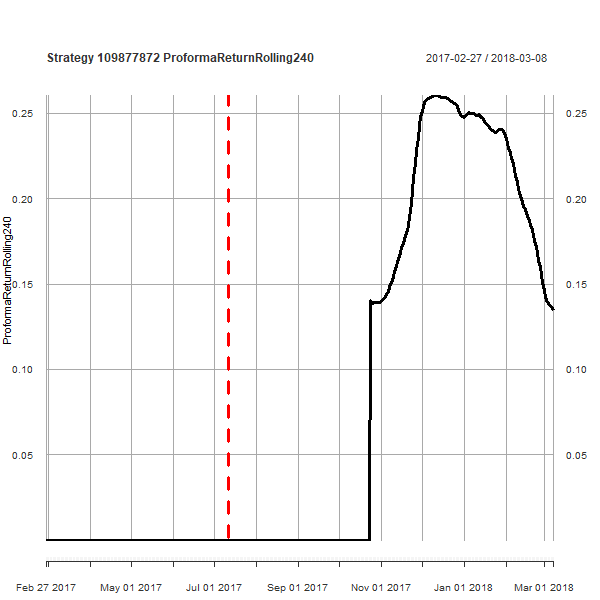 Strategy 109877872 ProformaReturnRolling240
2017-02-27 / 2018-03-08
ProformaReturnRolling240
0.25
0.25
0.20
0.20
0.15
0.15
0.10
0.10
0.05
0.05
Feb 27 2017
May 01 2017
Jul 01 2017
Sep 01 2017
Nov 01 2017
Jan 01 2018
Mar 01 2018